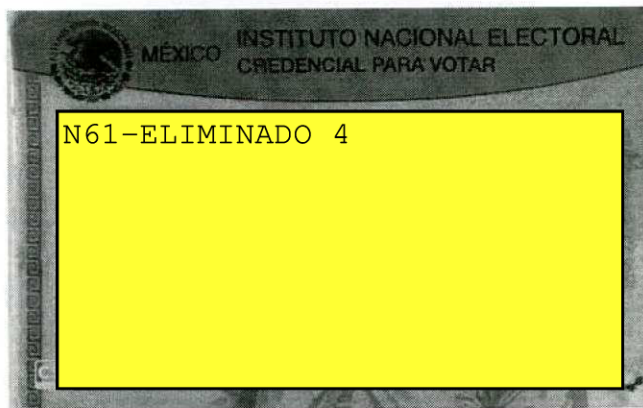 MÉXICO INSTITUTO NACIONAL ELECTORAL
CREDENCIAL PARA VOTAR
N61-ELIMINADO 4